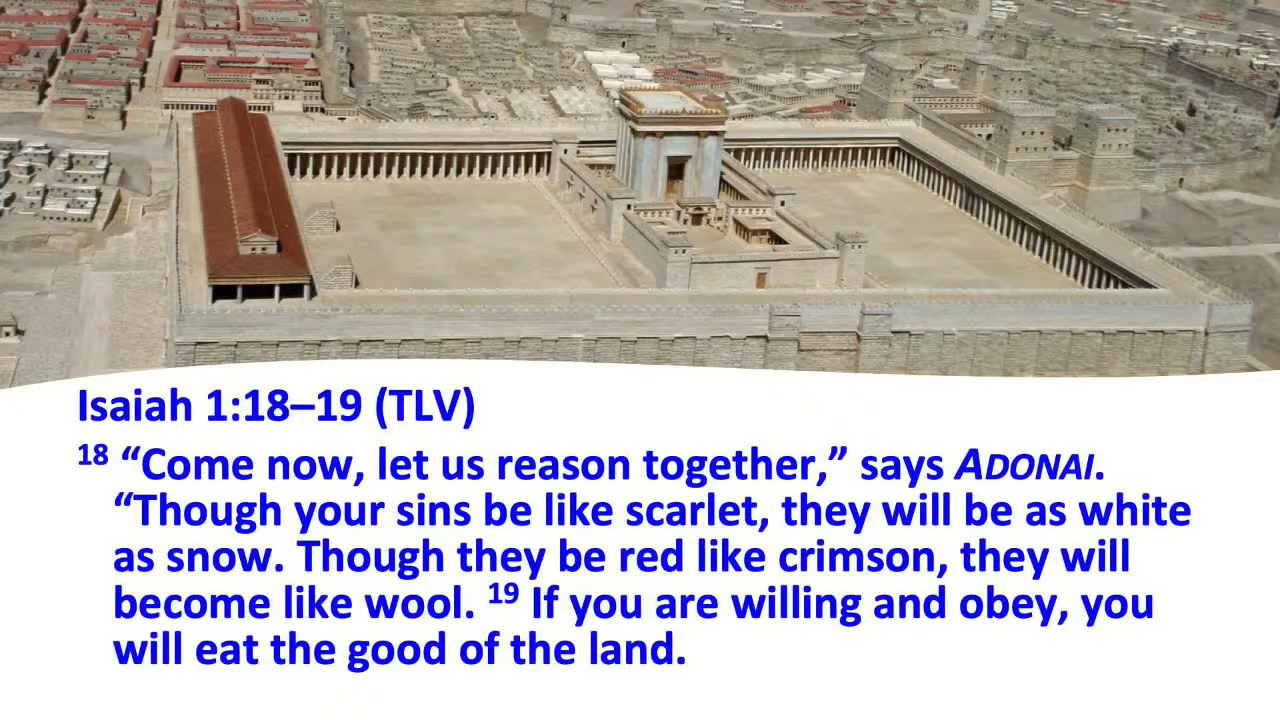 Isaiah 1:18–19 (TLV)
18 “Come now, let us reason together,” says ADONAI.
“Though your sins be like scarlet, they will be as white
as snow. Though they be red like crimson, they will
become like wool. 19 If you are willing and obey, you
will eat the good of the land.